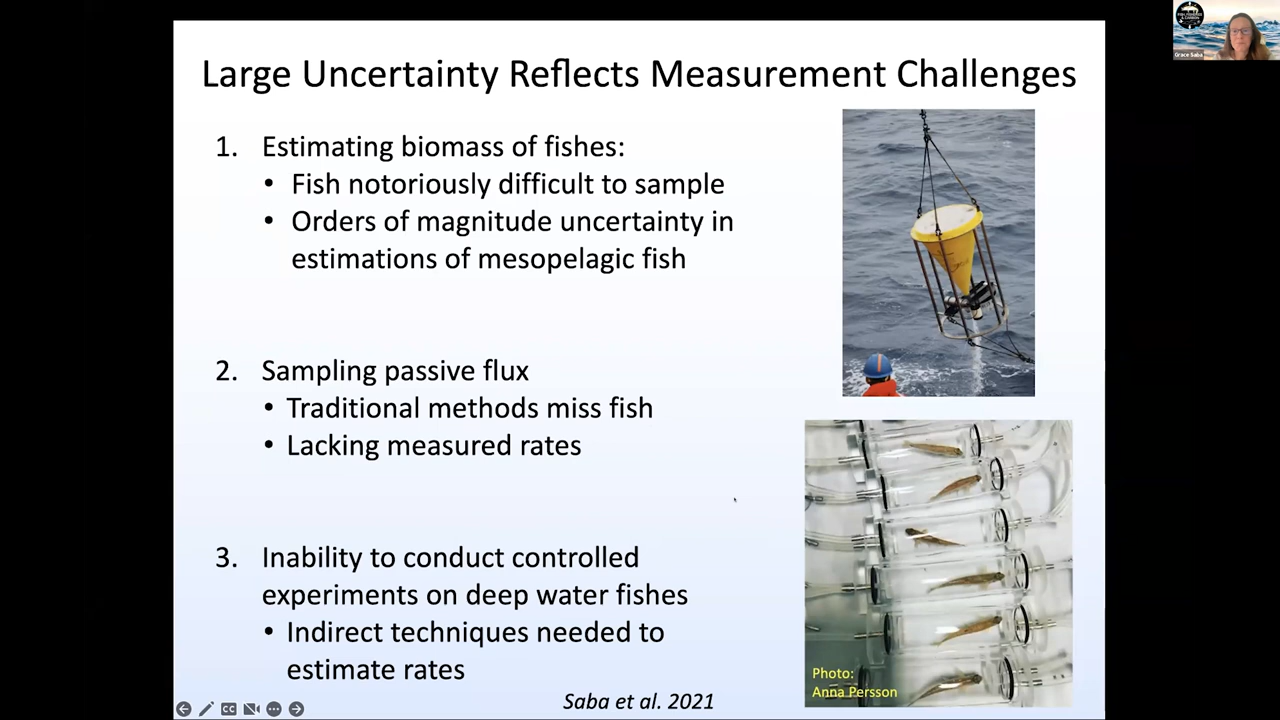 Large Uncertainty Reflects Measurement Challenges
1. Estimating biomass of fishes:
• Fish notoriously difficult to sample
• Orders of magnitude uncertainty in
estimations of mesopelagic fish
2. Sampling passive flux
• Traditional methods miss fish
• Lacking measured rates
3. Inability to conduct controlled
experiments on deep water fishes
• Indirect techniques needed to
estimate rates
Saba et al. 2021
Photo:
Anna Persson
Grace Saba
CC